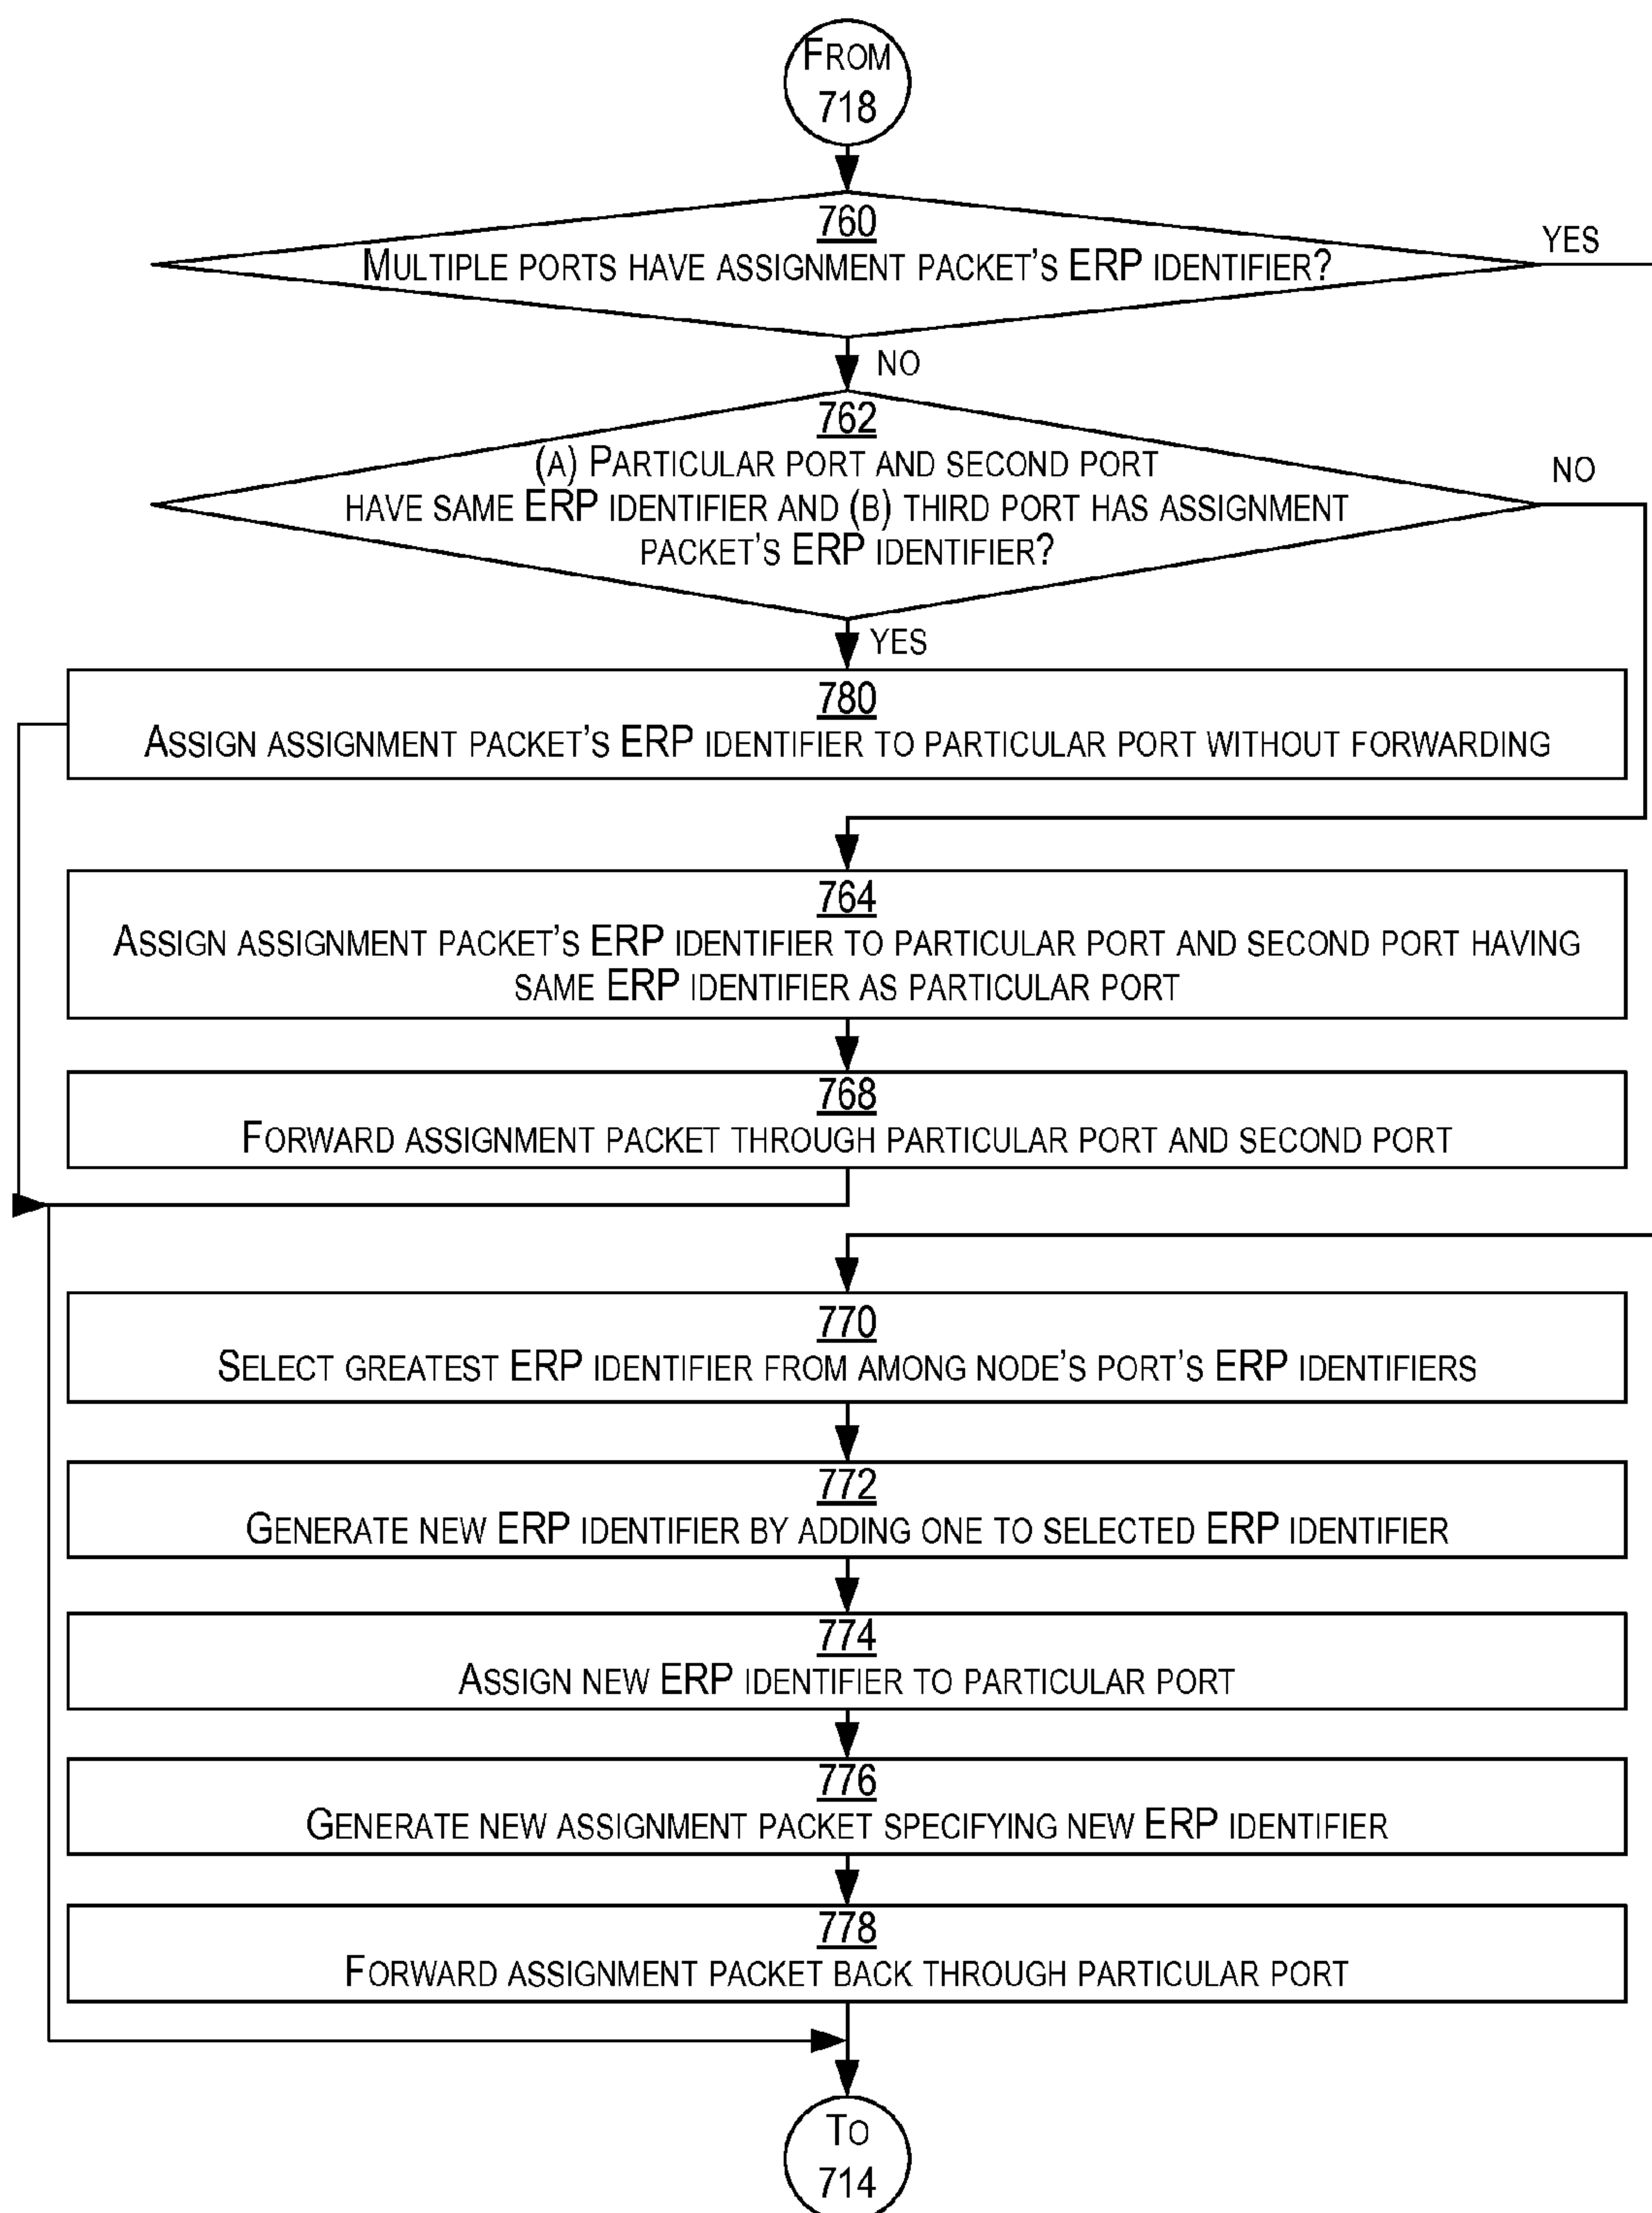 FROM
718
760
MULTIPLE PORTS HAVE ASSIGNMENT PACKET'S ERP IDENTIFIER?
YES
NO
762
(A) PARTICULAR PORT AND SECOND PORT
HAVE SAME ERP IDENTIFIER AND (B) THIRD PORT HAS ASSIGNMENT
PACKET'S ERP IDENTIFIER?
NO
YES
780
ASSIGN ASSIGNMENT PACKET'S ERP IDENTIFIER TO PARTICULAR PORT WITHOUT FORWARDING
764
ASSIGN ASSIGNMENT PACKET'S ERP IDENTIFIER TO PARTICULAR PORT AND SECOND PORT HAVING
SAME ERP IDENTIFIER AS PARTICULAR PORT
768
FORWARD ASSIGNMENT PACKET THROUGH PARTICULAR PORT AND SECOND PORT
770
SELECT GREATEST ERP IDENTIFIER FROM AMONG NODE'S PORT'S ERP IDENTIFIERS
772
GENERATE NEW ERP IDENTIFIER BY ADDING ONE TO SELECTED ERP IDENTIFIER
774
ASSIGN NEW ERP IDENTIFIER TO PARTICULAR PORT
776
GENERATE NEW ASSIGNMENT PACKET SPECIFYING NEW ERP IDENTIFIER
778
FORWARD ASSIGNMENT PACKET BACK THROUGH PARTICULAR PORT
TO
714